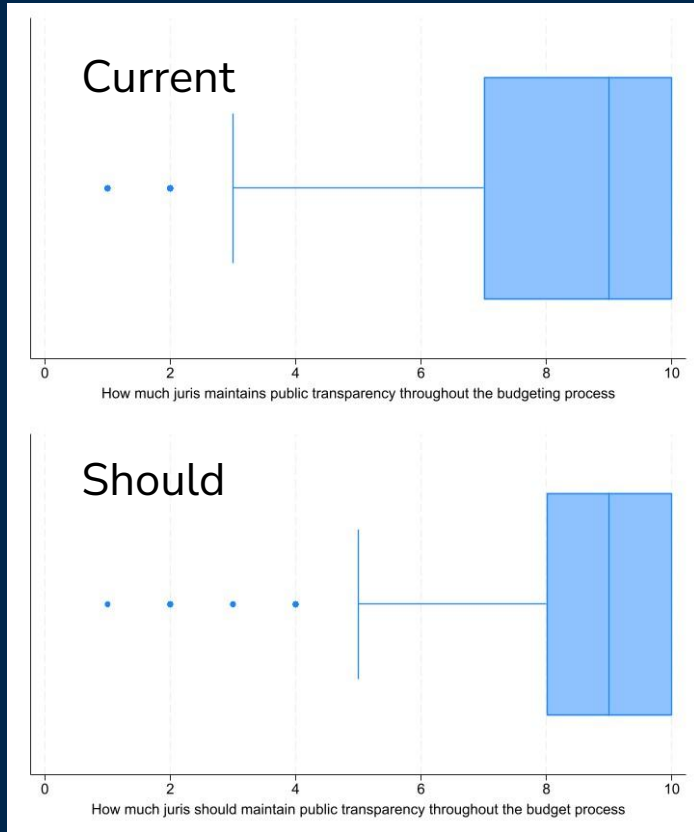 Current
0 2 4 6 8 10
How much juris maintains public transparency throughout the budgeting process
Should
0 2 4 6 8 10
How much juris should maintain public transparency throughout the budget process